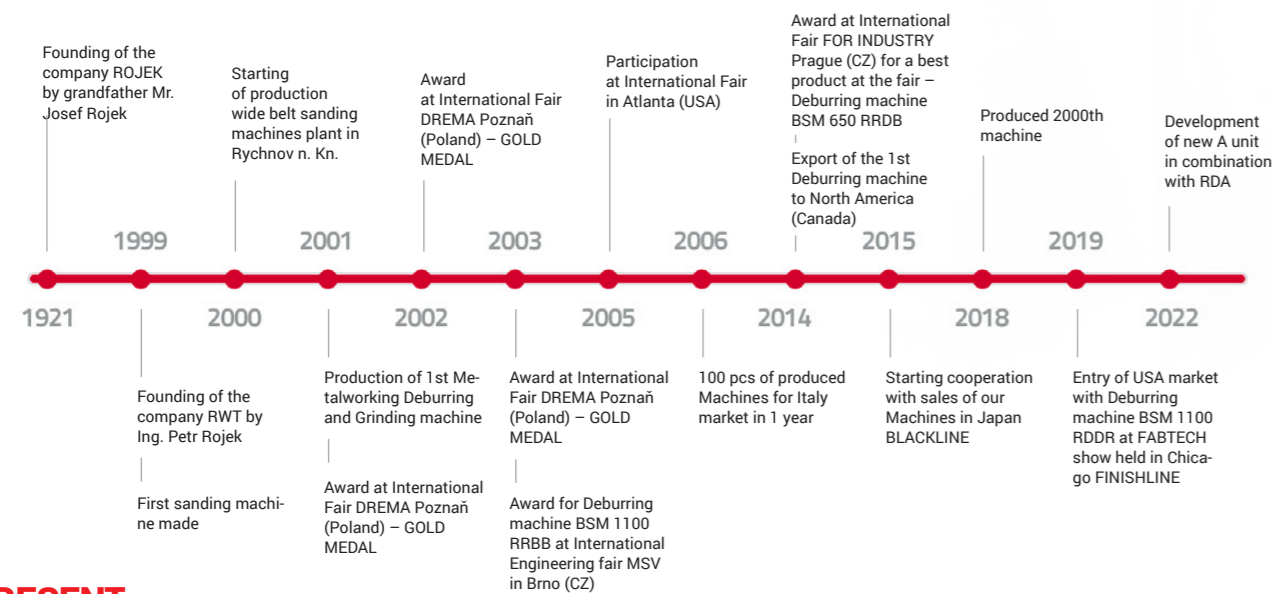 Founding of the
company ROJEK
by grandfather Mr.
Josef Rojek
Starting
of production
wide belt sanding
machines plant in
Rychnov n. Kn.
Award
at International Fair
DREMA Poznaň
(Poland) – GOLD
MEDAL
Participation
at International Fair
in Atlanta (USA)
Award at International
Fair FOR INDUSTRY
Prague (CZ) for a best
product at the fair –
Deburring machine
BSM 650 RRDB
Export of the 1st
Deburring machine
to North America
(Canada)
Produced 2000th
machine
Development
of new A unit
in combination
with RDA
1999
2001
2003
2006
2015
2019
1921
2000
2002
2005
2014
2018
2022
Founding of the
company RWT by
Ing. Petr Rojek
First sanding machi-
ne made
Production of 1st Me-
talworking Deburring
and Grinding machine
Award at International
Fair DREMA Poznaň
(Poland) – GOLD
MEDAL
Award at International
Fair DREMA Poznaň
(Poland) – GOLD
MEDAL
Award for Deburring
machine BSM 1100
RRBB at International
Engineering fair MSV
in Brno (CZ)
100 pcs of produced
Machines for Italy
market in 1 year
Starting cooperation
with sales of our
Machines in Japan
BLACKLINE
Entry of USA market
with Deburring
machine BSM 1100
RDDR at FABTECH
show held in Chica-
go FINISHLINE